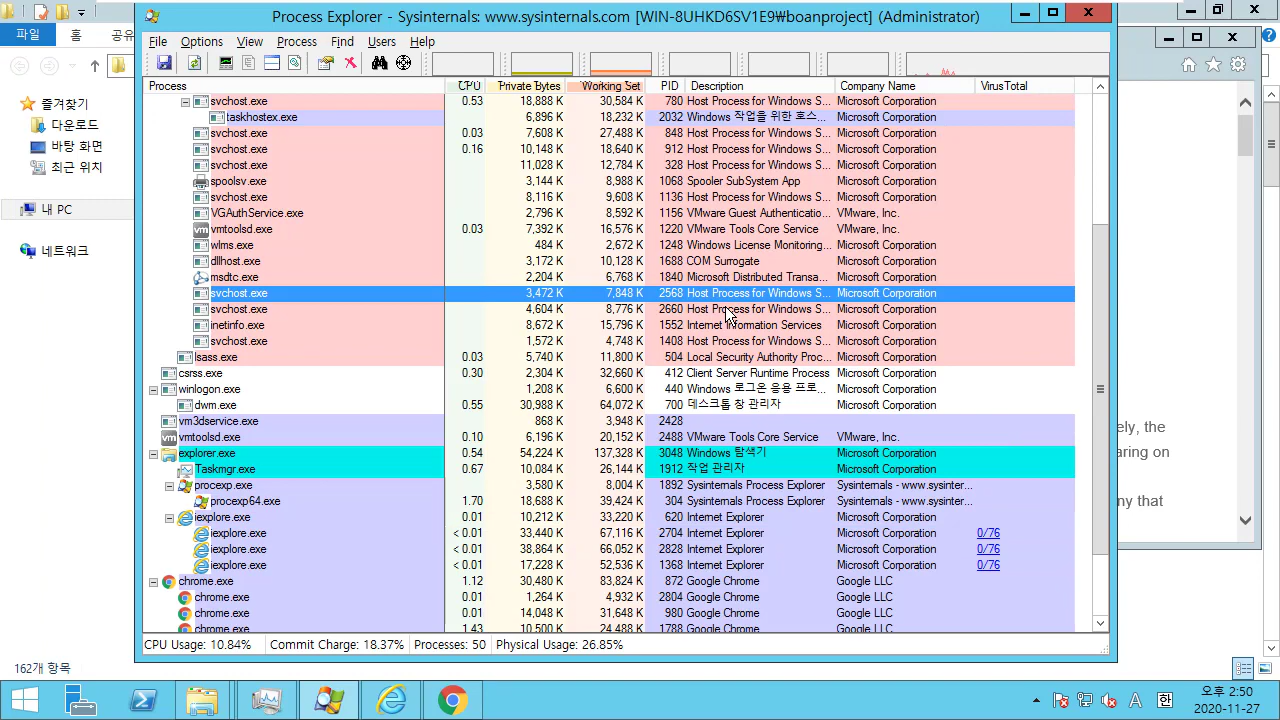 Process Explorer - Sysinternals: www.sysinternals.com [WIN-8UHKD6SV1E9₩boanproject] (Administrator)
파일 홈 공유
File Options View Process Find Users Help
Process CPU Private Bytes Working Set PID Description Company Name VirusTotal
svchost.exe 0.53 18,888 K 30,584 K 780 Host Process for Windows S... Microsoft Corporation
taskhostex.exe 6,896 K 18,232 K 2032 Windows 작업을 위한 호스... Microsoft Corporation
svchost.exe 0.03 7,608 K 27,488 K 848 Host Process for Windows S... Microsoft Corporation
svchost.exe 0.16 10,148 K 18,640 K 912 Host Process for Windows S... Microsoft Corporation
svchost.exe 11,028 K 12,784 K 328 Host Process for Windows S... Microsoft Corporation
spoolsv.exe 3,144 K 8,988 K 1068 Spooler SubSystem App Microsoft Corporation
svchost.exe 8,116 K 9,608 K 1136 Host Process for Windows S... Microsoft Corporation
VGAuthService.exe 2,796 K 8,592 K 1156 VMware Guest Authenticatio... VMware, Inc.
vmtoolsd.exe 0.03 7,392 K 16,576 K 1220 VMware Tools Core Service VMware, Inc.
wlms.exe 484 K 2,672 K 1248 Windows License Monitoring... Microsoft Corporation
dllhost.exe 3,172 K 10,128 K 1688 COM Surrogate Microsoft Corporation
msdtc.exe 2,204 K 6,768 K 1840 Microsoft Distributed Transa... Microsoft Corporation
svchost.exe 3,472 K 7,848 K 2568 Host Process for Windows S... Microsoft Corporation
svchost.exe 4,604 K 8,776 K 2660 Host Process for Windows S... Microsoft Corporation
inetinfo.exe 8,672 K 15,796 K 1552 Internet Information Services Microsoft Corporation
svchost.exe 1,572 K 4,748 K 1408 Host Process for Windows S... Microsoft Corporation
lsass.exe 0.03 5,740 K 11,800 K 504 Local Security Authority Proc... Microsoft Corporation
csrss.exe 0.30 2,304 K 32,660 K 412 Client Server Runtime Process Microsoft Corporation
winlogon.exe 1,208 K 6,600 K 440 Windows 로그온 응용 프로... Microsoft Corporation
dwm.exe 0.55 30,988 K 64,072 K 700 데스크톱 창 관리자 Microsoft Corporation
vm3dservice.exe 868 K 3,948 K 2428
vmtoolsd.exe 0.10 6,196 K 20,152 K 2488 VMware Tools Core Service VMware, Inc.
explorer.exe 0.54 54,224 K 137,328 K 3048 Windows 탐색기 Microsoft Corporation
Taskmgr.exe 0.67 10,084 K 26,144 K 1912 작업 관리자 Microsoft Corporation
procexp.exe 3,580 K 8,004 K 1892 Sysinternals Process Explorer Sysinternals - www.sysinter...
procexp64.exe 1.70 18,688 K 39,424 K 304 Sysinternals Process Explorer Sysinternals - www.sysinter...
iexplore.exe 0.01 10,212 K 33,220 K 620 Internet Explorer Microsoft Corporation
iexplore.exe < 0.01 33,440 K 67,116 K 2704 Internet Explorer Microsoft Corporation 0/76
iexplore.exe < 0.01 38,864 K 66,052 K 2828 Internet Explorer Microsoft Corporation 0/76
iexplore.exe < 0.01 17,228 K 52,536 K 1368 Internet Explorer Microsoft Corporation 0/76
chrome.exe 1.12 30,480 K 83,824 K 872 Google Chrome Google LLC
chrome.exe 0.01 1,264 K 4,932 K 2804 Google Chrome Google LLC
chrome.exe 0.01 14,048 K 31,648 K 980 Google Chrome Google LLC
chrome.exe 1.43 10,500 K 24,488 K 1788 Google Chrome Google LLC
CPU Usage: 10.84% Commit Charge: 18.37% Processes: 50 Physical Usage: 26.85%
즐겨찾기
다운로드
바탕 화면
최근 위치
내 PC
네트워크
ely, the
aring on
ny that
162개 항목
A 한 오후 2:50
2020-11-27